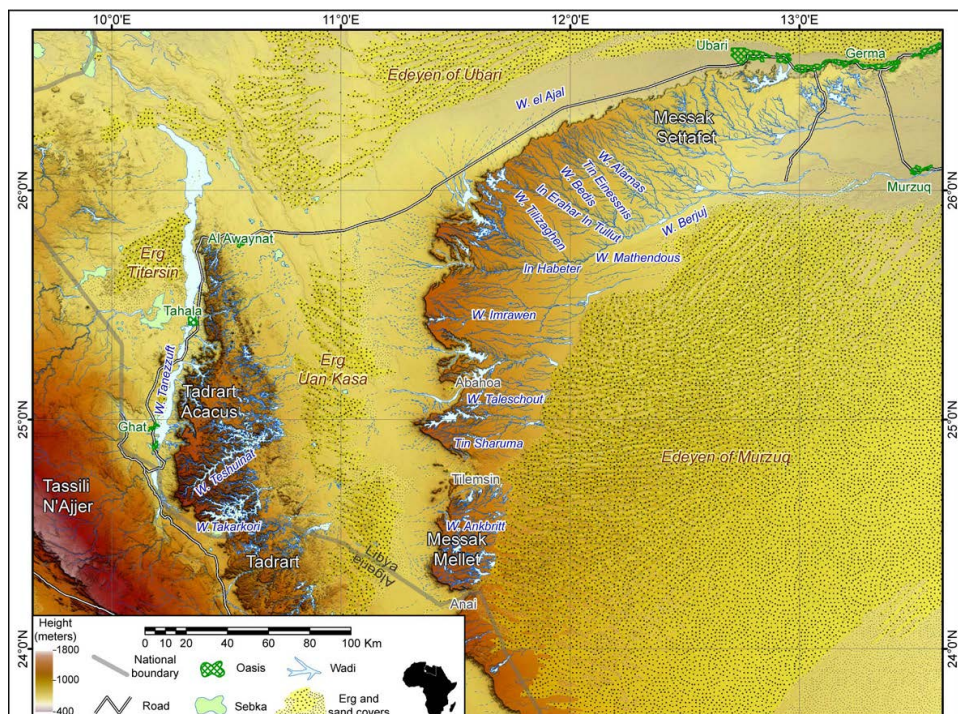 10°0'E
11°0'E
12°0'E
13°0'E
Ubari
Germa
Edeyen of Ubari
W. el Ajal
Messak
Settafet
26°0'N
26°0'N
Murzuq
W. Alamas
Tin Einessnis
W. Bedis
In Erahar In Tullut
W. Tilizaghen
W. Berjuj
W. Mathendous
In Habeter
Al Awaynat
Erg
Titersin
Tahala
W. Imrawen
W. Tanezzuft
Erg
Uan Kasa
Abahoa
Tadrart
Acacus
W. Taleschout
25°0'N
25°0'N
Ghat
Tin Sharuma
Edeyen of Murzuq
W. Teshuinat
Tilemsin
Tassili
N'Ajjer
W. Takarkori
W. Ankbritt
Messak
Mellet
Libya
Algeria
Tadrart
Anai
24°0'N
Height
(meters)
1800
1000
400
0 10 20 40 60 80 100 Km
National
boundary
Oasis
Wadi
Road
Sebka
Erg and
sand covers